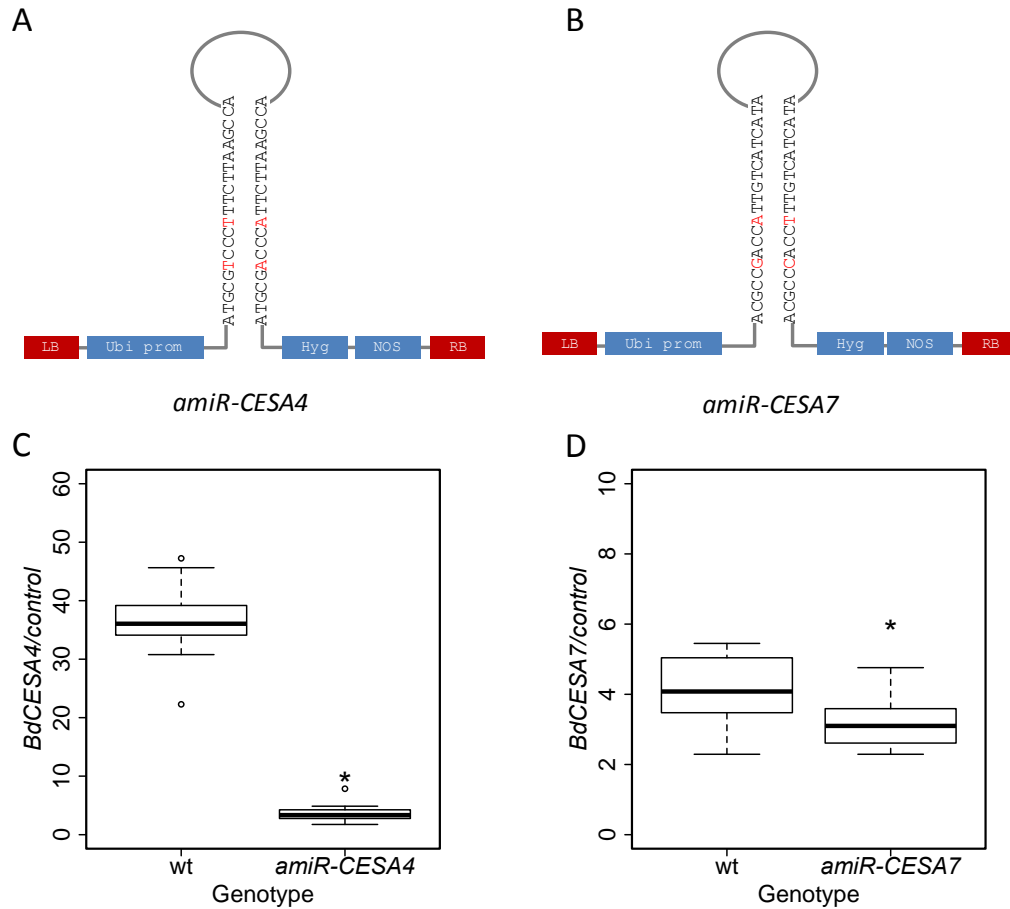 A
B
ATGCGTCCCTTTCTTAAGCCA
ATGCGACCCATTCTTAAGCCA
ACGCCGACCATTGTCATCATA
ACGCCCACCTTTGTCATCATA
LB Ubi prom Hyg NOS RB
LB Ubi prom Hyg NOS RB
amiR-CESA4
amiR-CESA7
C
BdCESA4/control
60
50
40
30
20
10
0
*
wt amiR-CESA4
Genotype
D
BdCESA7/control
10
8
6
4
2
0
*
wt amiR-CESA7
Genotype